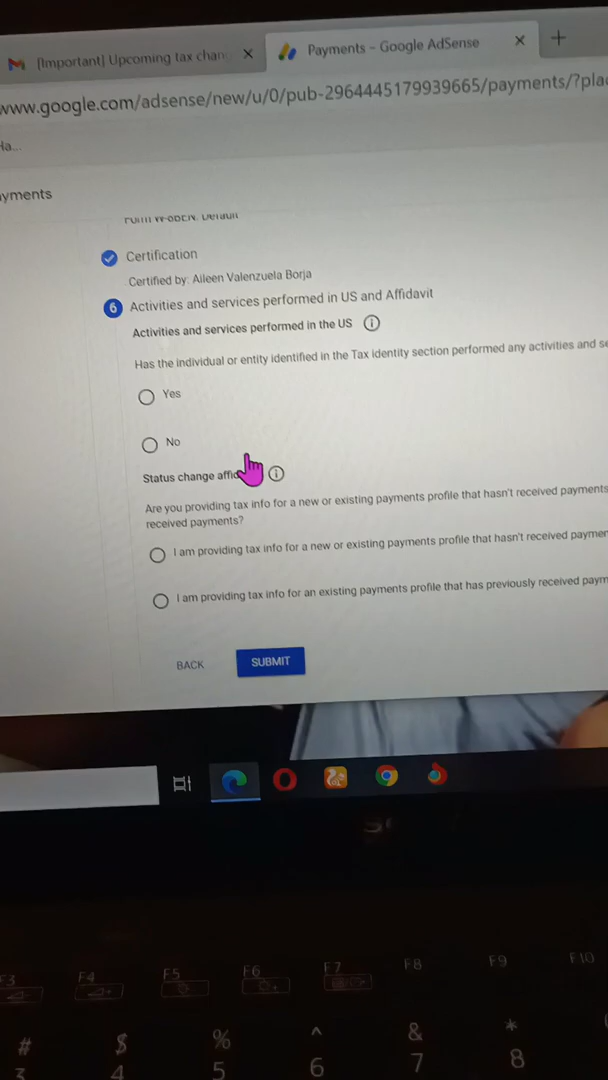 [Important] Upcoming tax chan
Payments - Google AdSense
www.google.com/adsense/new/u/0/pub-2964445179939665/payments/?pla
yments
Form W-8BEN: Default
Certification
Certified by: Aileen Valenzuela Borja
6 Activities and services performed in US and Affidavit
Activities and services performed in the US
Has the individual or entity identified in the Tax identity section performed any activities and se
Yes
No
Status change affid
Are you providing tax info for a new or existing payments profile that hasn't received payments
received payments?
I am providing tax info for a new or existing payments profile that hasn't received paymen
I am providing tax info for an existing payments profile that has previously received paym
BACK
SUBMIT
F3 F4 F5 F6 F7 F8 F9 F10
# $ % ^ & *
3 4 5 6 7 8